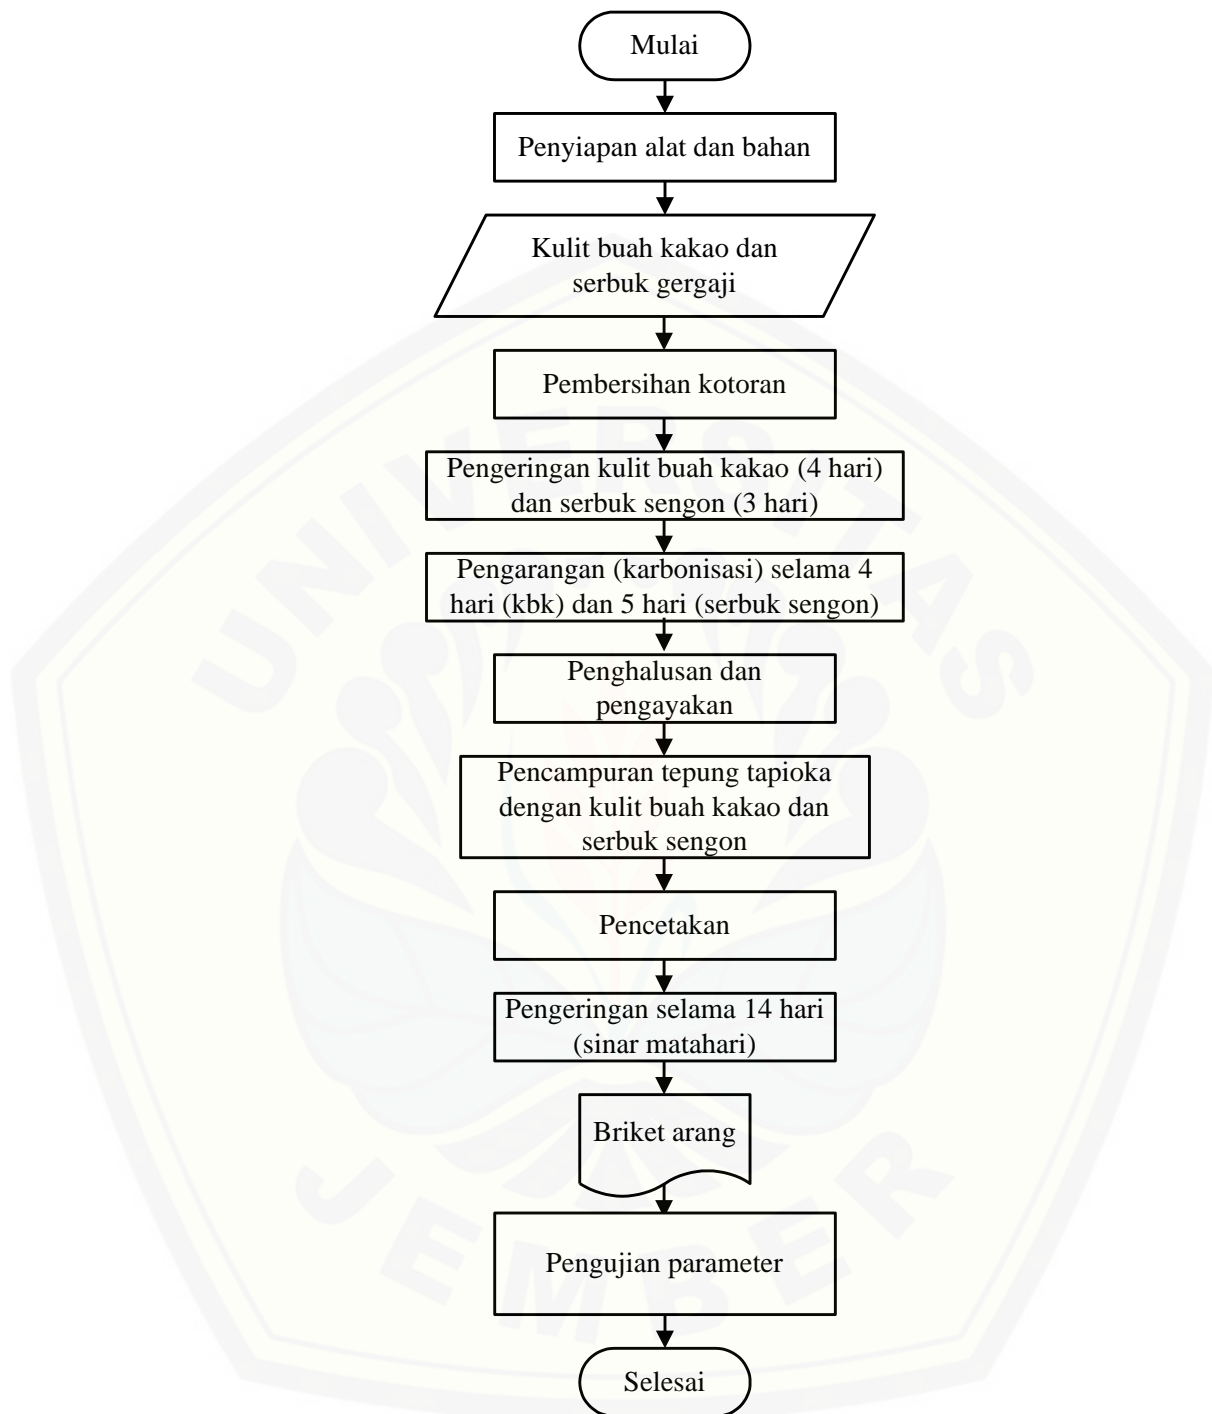 Mulai
Penyiapan alat dan bahan
Kulit buah kakao dan
serbuk gergaji
Pembersihan kotoran
Pengeringan kulit buah kakao (4 hari)
dan serbuk sengon (3 hari)
Pengarangan (karbonisasi) selama 4
hari (kbk) dan 5 hari (serbuk sengon)
Penghalusan dan
pengayakan
Pencampuran tepung tapioka
dengan kulit buah kakao dan
serbuk sengon
Pencetakan
Pengeringan selama 14 hari
(sinar matahari)
Briket arang
Pengujian parameter
Selesai
UNIVERSITAS
JEMBER